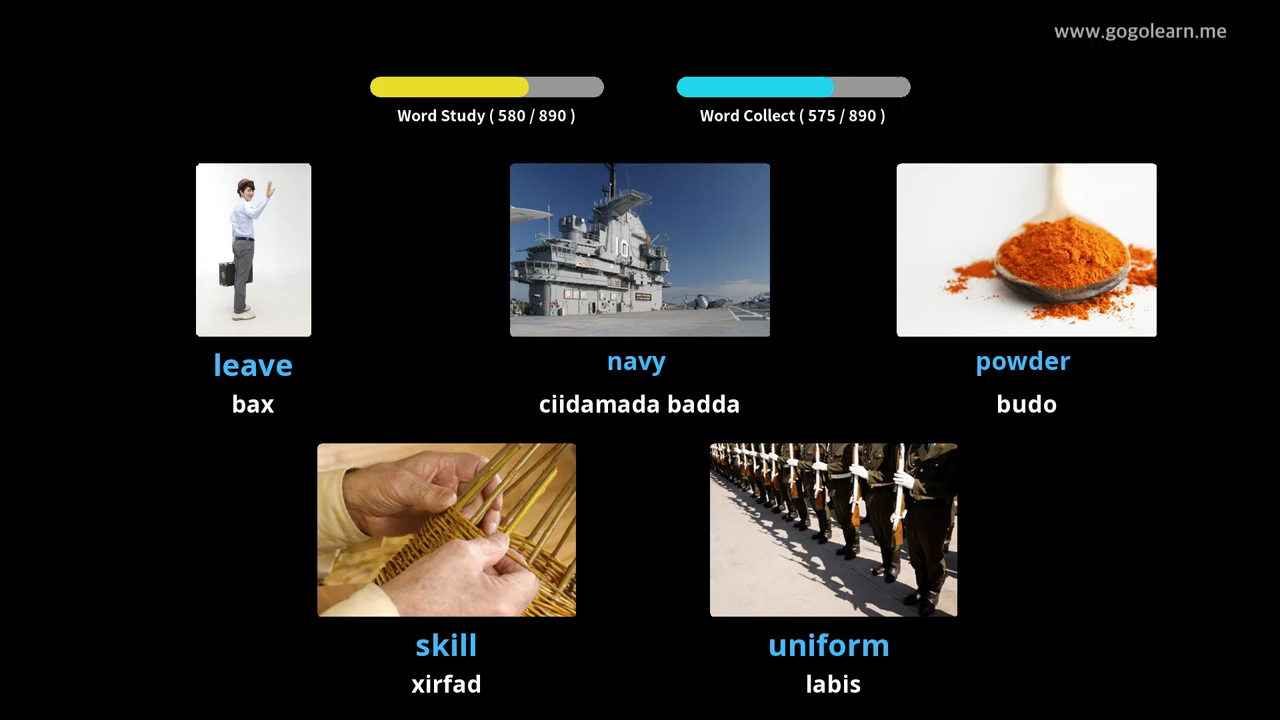 www.gogolearn.me
Word Study ( 580 / 890 )
Word Collect ( 575 / 890 )
leave
navy
powder
bax
ciidamada badda
budo
skill
uniform
xirfad
labis